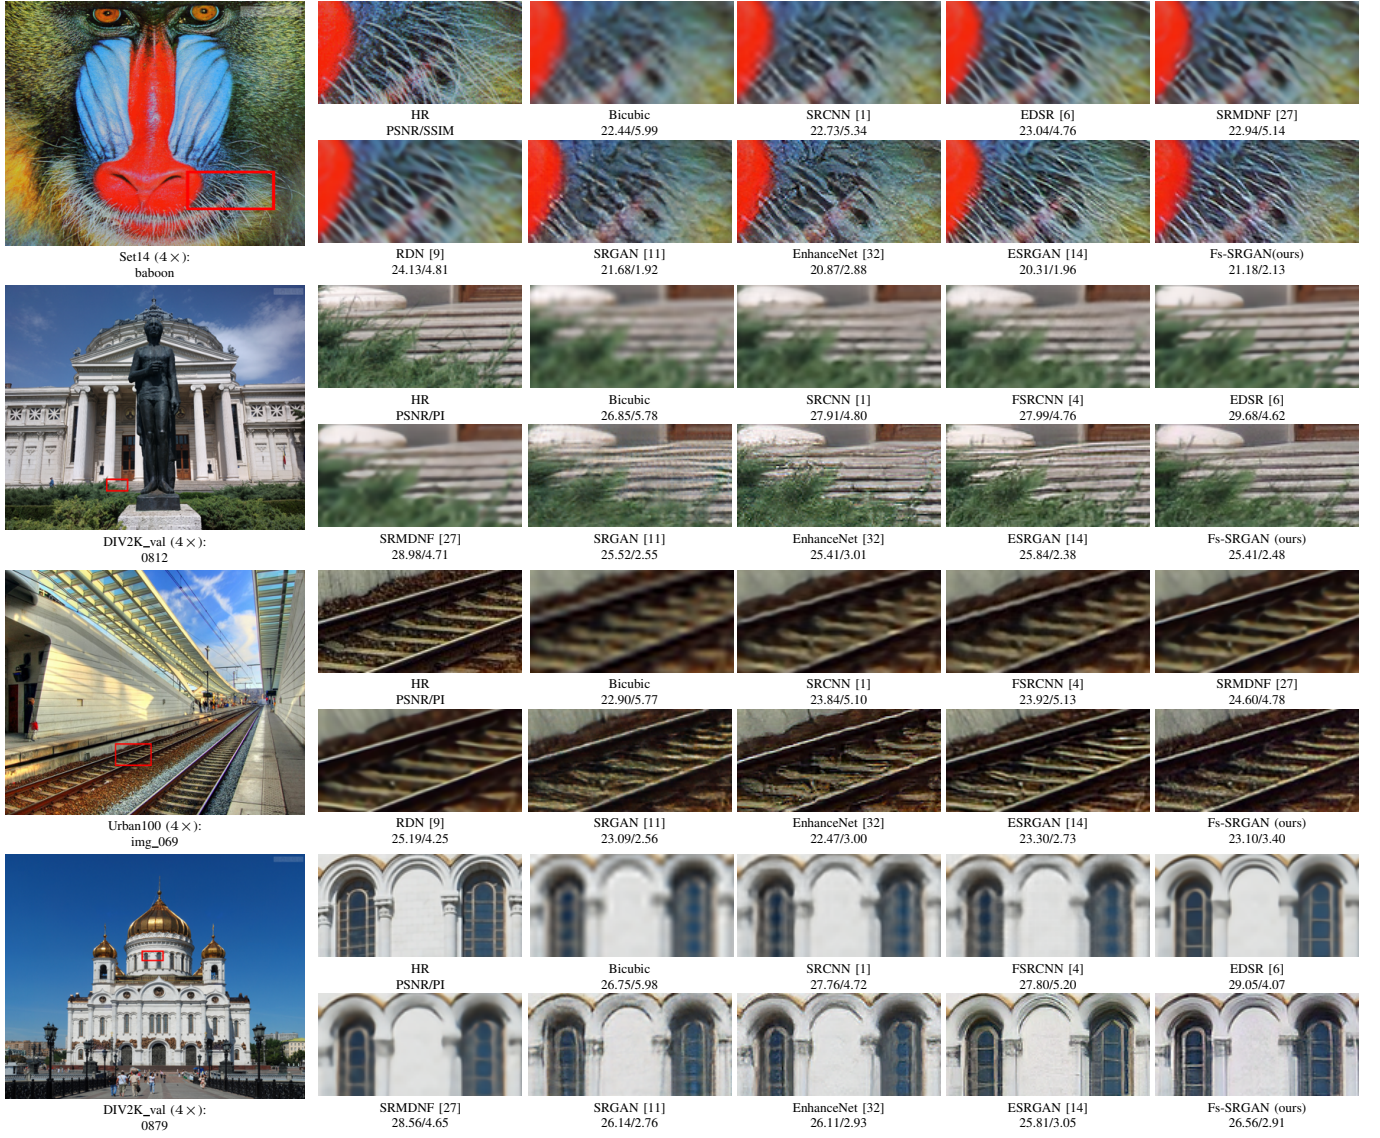 HR
PSNR/SSIM
Bicubic
22.44/5.99
SRCNN [1]
22.73/5.34
EDSR [6]
23.04/4.76
SRMDNF [27]
22.94/5.14
RDN [9]
24.13/4.81
SRGAN [11]
21.68/1.92
EnhanceNet [32]
20.87/2.88
ESRGAN [14]
20.31/1.96
Fs-SRGAN(ours)
21.18/2.13
Set14 (4×):
baboon
HR
PSNR/PI
Bicubic
26.85/5.78
SRCNN [1]
27.91/4.80
FSRCNN [4]
27.99/4.76
EDSR [6]
29.68/4.62
SRMDNF [27]
28.98/4.71
SRGAN [11]
25.52/2.55
EnhanceNet [32]
25.41/3.01
ESRGAN [14]
25.84/2.38
Fs-SRGAN (ours)
25.41/2.48
DIV2K_val (4×):
0812
HR
PSNR/PI
Bicubic
22.90/5.77
SRCNN [1]
23.84/5.10
FSRCNN [4]
23.92/5.13
SRMDNF [27]
24.60/4.78
RDN [9]
25.19/4.25
SRGAN [11]
23.09/2.56
EnhanceNet [32]
22.47/3.00
ESRGAN [14]
23.30/2.73
Fs-SRGAN (ours)
23.10/3.40
Urban100 (4×):
img_069
HR
PSNR/PI
Bicubic
26.75/5.98
SRCNN [1]
27.76/4.72
FSRCNN [4]
27.80/5.20
EDSR [6]
29.05/4.07
SRMDNF [27]
28.56/4.65
SRGAN [11]
26.14/2.76
EnhanceNet [32]
26.11/2.93
ESRGAN [14]
25.81/3.05
Fs-SRGAN (ours)
26.56/2.91
DIV2K_val (4×):
0879